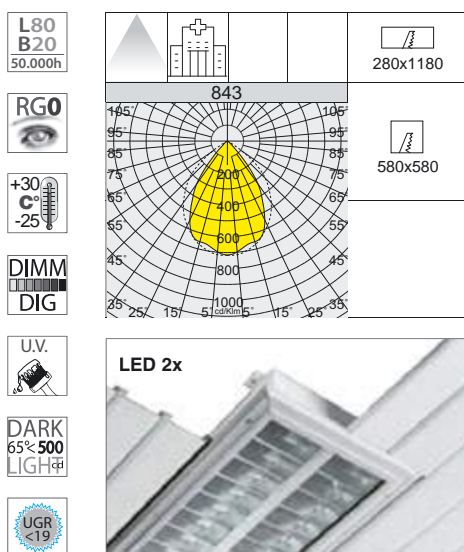 L80
B20
50.000h
RG0
+30
C°
-25
DIMM
DIG
U.V.
DARK
65°< 500
LIGHT cd
UGR
<19
280x1180
580x580
843
105° 105°
95° 95°
85° 85°
75° 75°
65° 65°
55° 55°
45° 45°
35° 25° 15° 5° 5° 15° 25° 35°
200
400
600
800
1000
cd/Klm
LED 2x